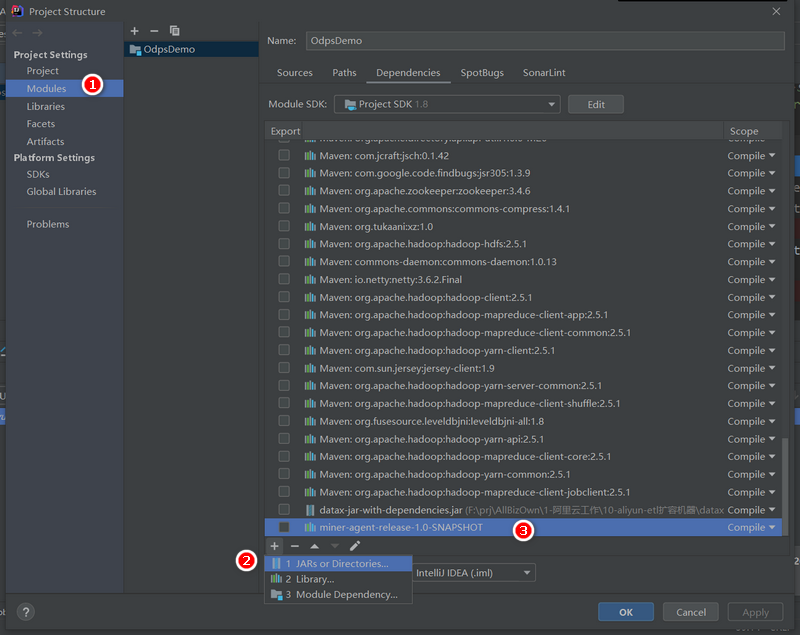 Project Structure
Project Settings
Project
Modules
1
Libraries
Facets
Artifacts
Platform Settings
SDKs
Global Libraries
Problems
OdpsDemo
Name: OdpsDemo
Sources Paths Dependencies SpotBugs SonarLint
Module SDK: Project SDK 1.8 Edit
Export Scope
Maven: com.jcraft:jsch:0.1.42 Compile
Maven: com.google.code.findbugs:jsr305:1.3.9 Compile
Maven: org.apache.zookeeper:zookeeper:3.4.6 Compile
Maven: org.apache.commons:commons-compress:1.4.1 Compile
Maven: org.tukaani:xz:1.0 Compile
Maven: org.apache.hadoop:hadoop-hdfs:2.5.1 Compile
Maven: commons-daemon:commons-daemon:1.0.13 Compile
Maven: io.netty:netty:3.6.2.Final Compile
Maven: org.apache.hadoop:hadoop-client:2.5.1 Compile
Maven: org.apache.hadoop:hadoop-mapreduce-client-app:2.5.1 Compile
Maven: org.apache.hadoop:hadoop-mapreduce-client-common:2.5.1 Compile
Maven: org.apache.hadoop:hadoop-yarn-client:2.5.1 Compile
Maven: com.sun.jersey:jersey-client:1.9 Compile
Maven: org.apache.hadoop:hadoop-yarn-server-common:2.5.1 Compile
Maven: org.apache.hadoop:hadoop-mapreduce-client-shuffle:2.5.1 Compile
Maven: org.fusesource.leveldbjni:leveldbjni-all:1.8 Compile
Maven: org.apache.hadoop:hadoop-yarn-api:2.5.1 Compile
Maven: org.apache.hadoop:hadoop-mapreduce-client-core:2.5.1 Compile
Maven: org.apache.hadoop:hadoop-yarn-common:2.5.1 Compile
Maven: org.apache.hadoop:hadoop-mapreduce-client-jobclient:2.5.1 Compile
datax-jar-with-dependencies.jar (F:\prj\AllBizOwn\1-阿里云工作\10-aliyun-etl扩容机器\datax Compile
miner-agent-release-1.0-SNAPSHOT 3 Compile
2
1 JARs or Directories...
2 Library...
3 Module Dependency...
IntelliJ IDEA (.iml)
? OK Cancel Apply